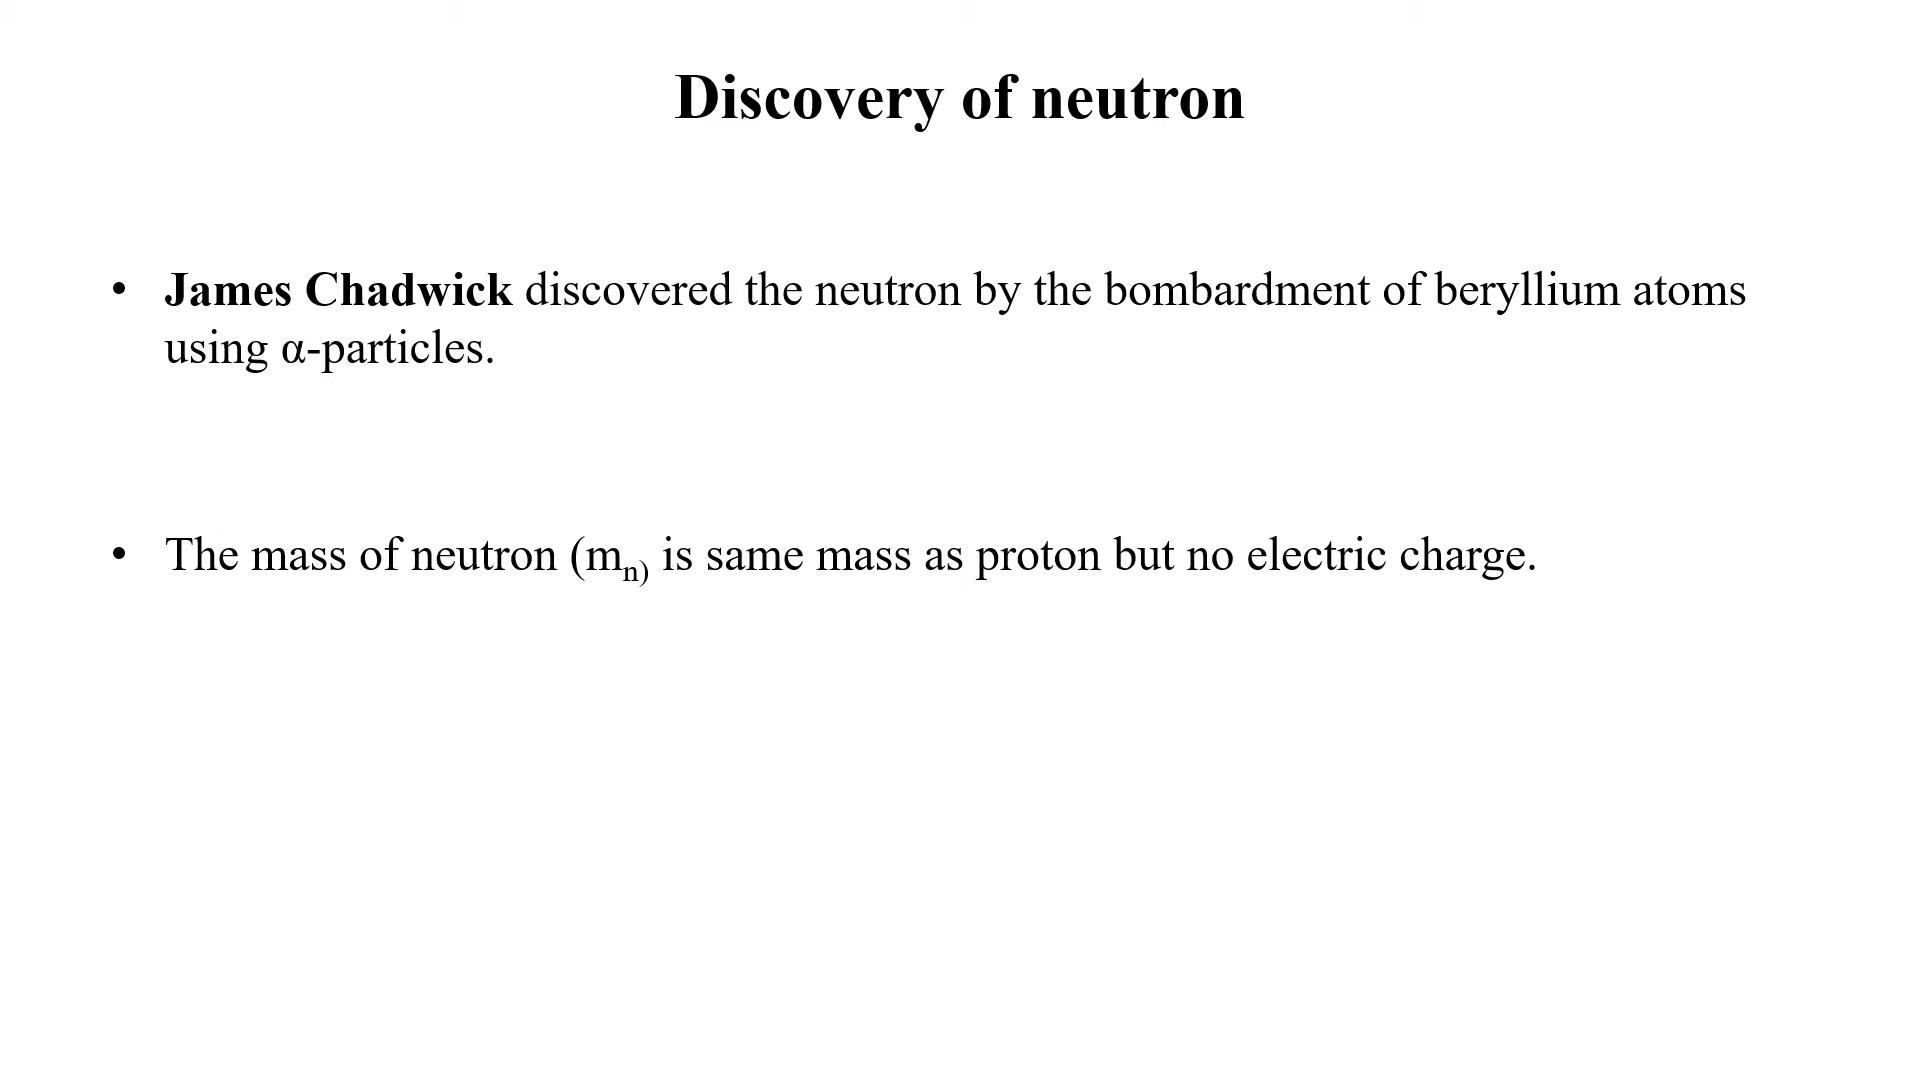 Discovery of neutron
• James Chadwick discovered the neutron by the bombardment of beryllium atoms
using α-particles.
• The mass of neutron (mₙ₎ is same mass as proton but no electric charge.